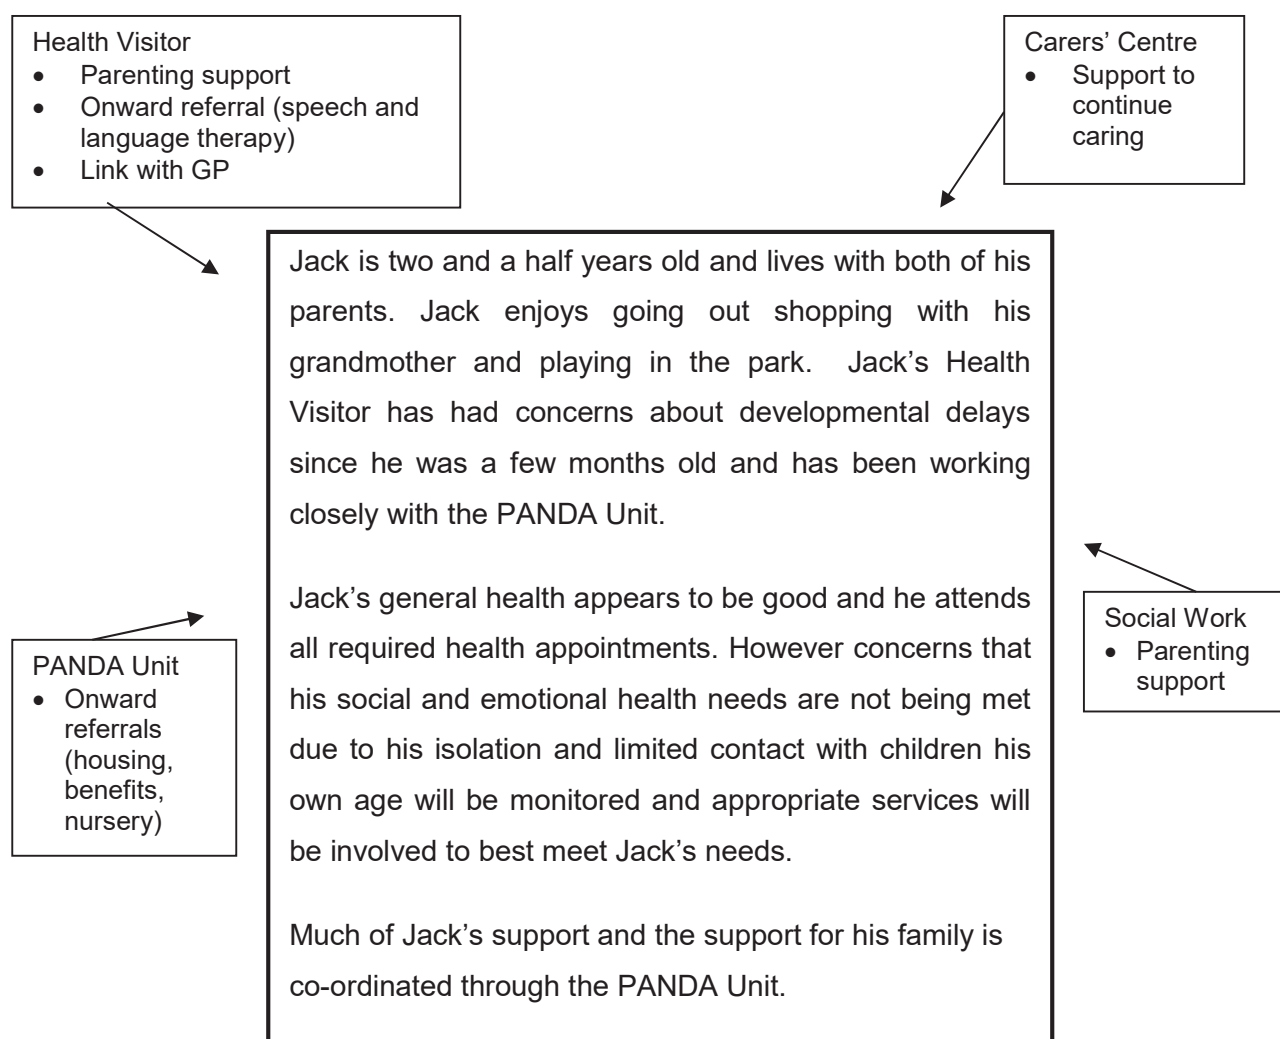 Health Visitor
• Parenting support
• Onward referral (speech and
language therapy)
• Link with GP
Carers’ Centre
• Support to
continue
caring
Jack is two and a half years old and lives with both of his
parents. Jack enjoys going out shopping with his
grandmother and playing in the park. Jack’s Health
Visitor has had concerns about developmental delays
since he was a few months old and has been working
closely with the PANDA Unit.
Jack’s general health appears to be good and he attends
all required health appointments. However concerns that
his social and emotional health needs are not being met
due to his isolation and limited contact with children his
own age will be monitored and appropriate services will
be involved to best meet Jack’s needs.
Much of Jack’s support and the support for his family is
co-ordinated through the PANDA Unit.
PANDA Unit
• Onward
referrals
(housing,
benefits,
nursery)
Social Work
• Parenting
support